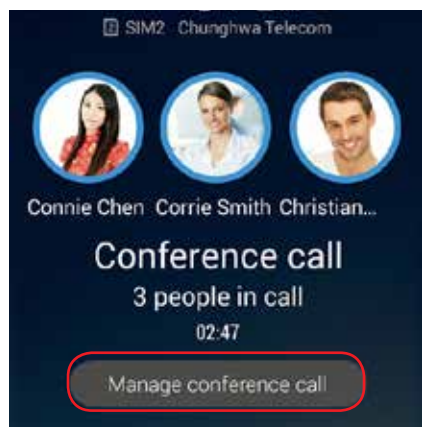 SIM2 Chunghwa Telecom
Connie Chen Corrie Smith Christian...
Conference call
3 people in call
02:47
Manage conference call